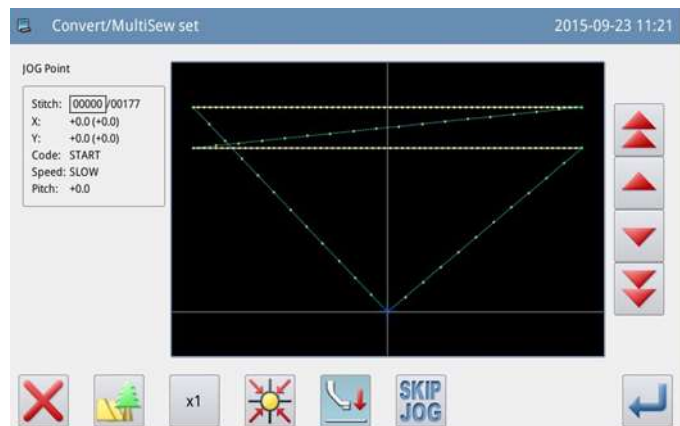 Convert/MultiSew set 2015-09-23 11:21
JOG Point
Stitch: 00000 /00177
X: +0.0 (+0.0)
Y: +0.0 (+0.0)
Code: START
Speed: SLOW
Pitch: +0.0
x1
SKIP
JOG